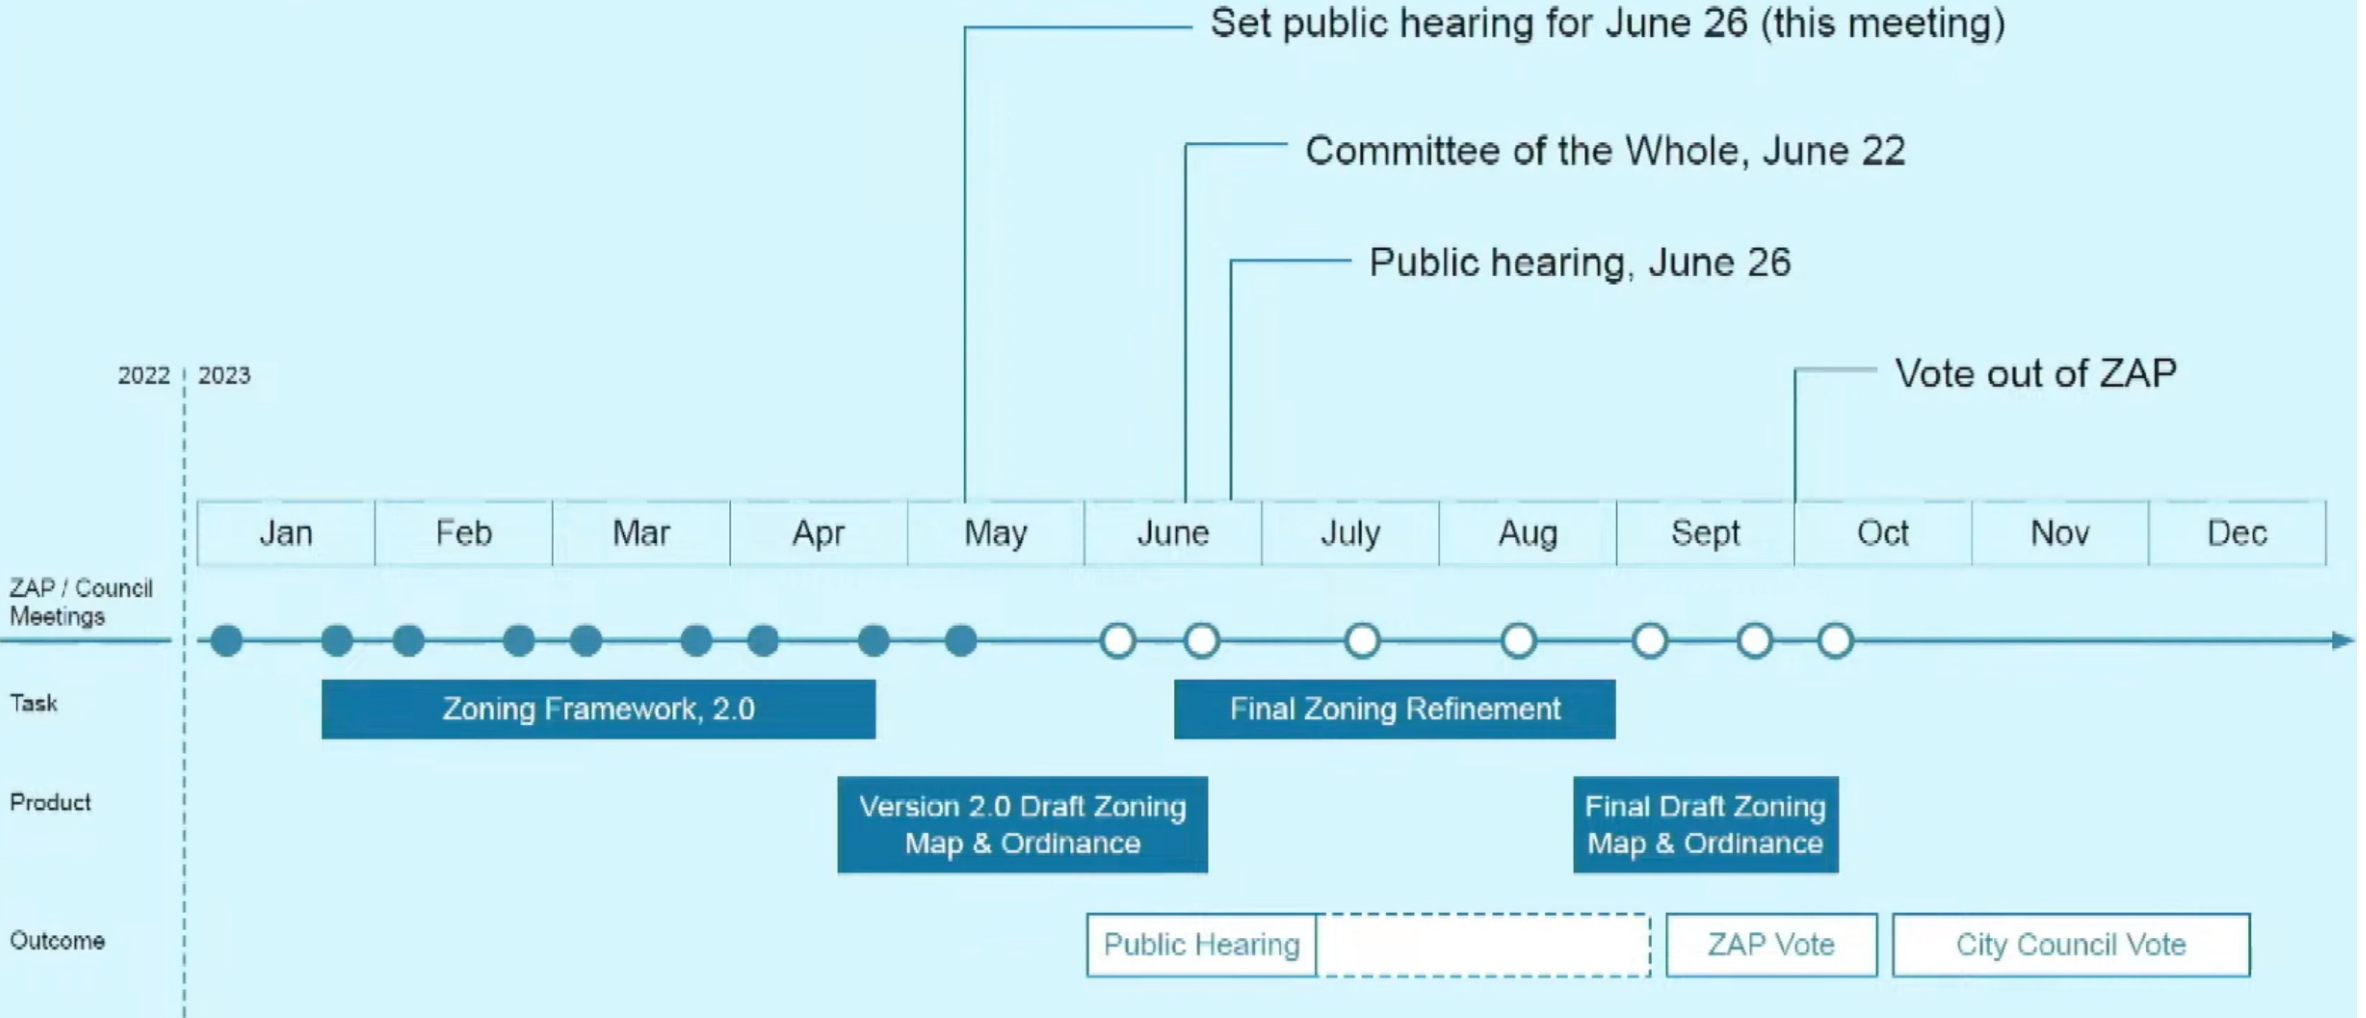 Set public hearing for June 26 (this meeting)
Committee of the Whole, June 22
Public hearing, June 26
Vote out of ZAP
2022 2023
Jan Feb Mar Apr May June July Aug Sept Oct Nov Dec
ZAP / Council
Meetings
Task
Zoning Framework, 2.0
Final Zoning Refinement
Product
Version 2.0 Draft Zoning
Map & Ordinance
Final Draft Zoning
Map & Ordinance
Outcome
Public Hearing
ZAP Vote
City Council Vote